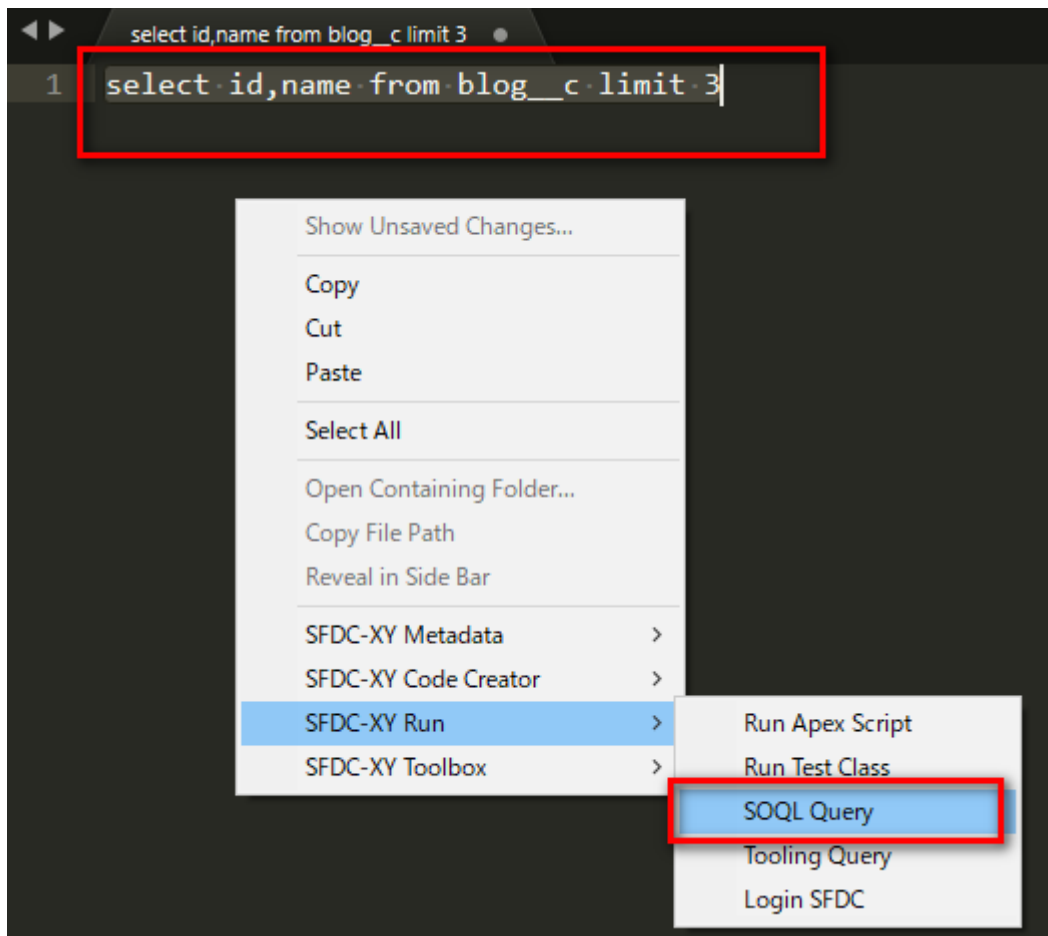 select id,name from blog__c limit 3
1 select id,name from blog__c limit 3
Show Unsaved Changes...
Copy
Cut
Paste
Select All
Open Containing Folder...
Copy File Path
Reveal in Side Bar
SFDC-XY Metadata
SFDC-XY Code Creator
SFDC-XY Run
SFDC-XY Toolbox
Run Apex Script
Run Test Class
SOQL Query
Tooling Query
Login SFDC